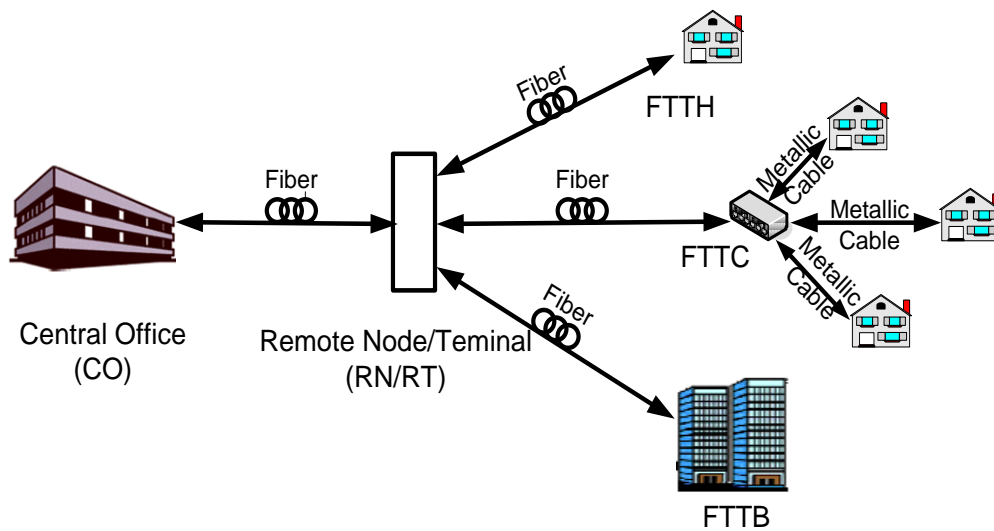 Fiber
FTTH
Metallic
Cable
Fiber
Fiber
Metallic
Cable
FTTC
Metallic
Cable
Fiber
Central Office
(CO)
Remote Node/Teminal
(RN/RT)
FTTB